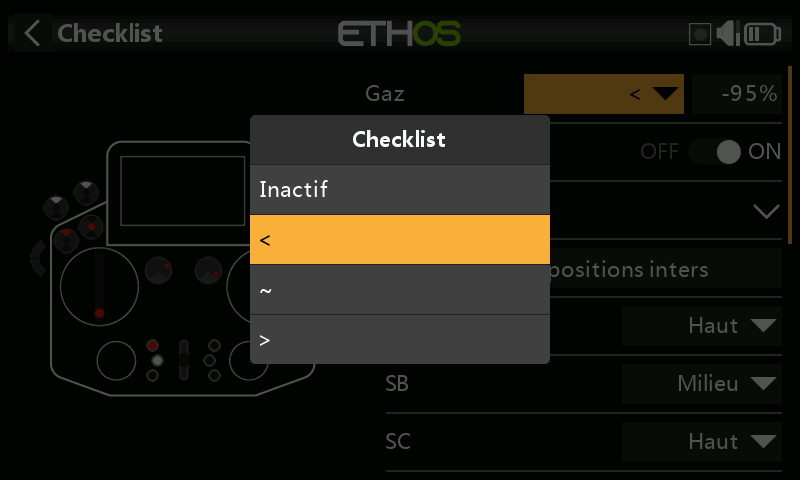 Checklist
ETHOS
Gaz
<
-95%
Checklist
OFF
ON
Inactif
<
~
>
positions inters
Haut
SB
Milieu
SC
Haut